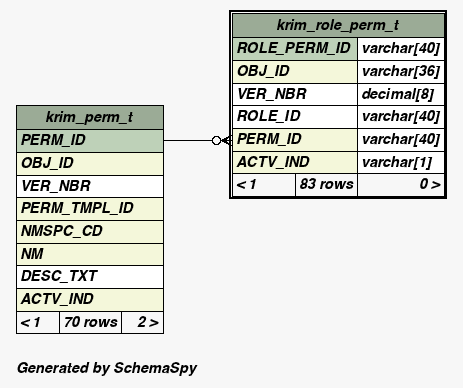 krim_role_perm_t
ROLE_PERM_ID varchar[40]
OBJ_ID varchar[36]
VER_NBR decimal[8]
ROLE_ID varchar[40]
PERM_ID varchar[40]
ACTV_IND varchar[1]
< 1 83 rows 0 >
krim_perm_t
PERM_ID
OBJ_ID
VER_NBR
PERM_TMPL_ID
NMSPC_CD
NM
DESC_TXT
ACTV_IND
< 1 70 rows 2 >
Generated by SchemaSpy